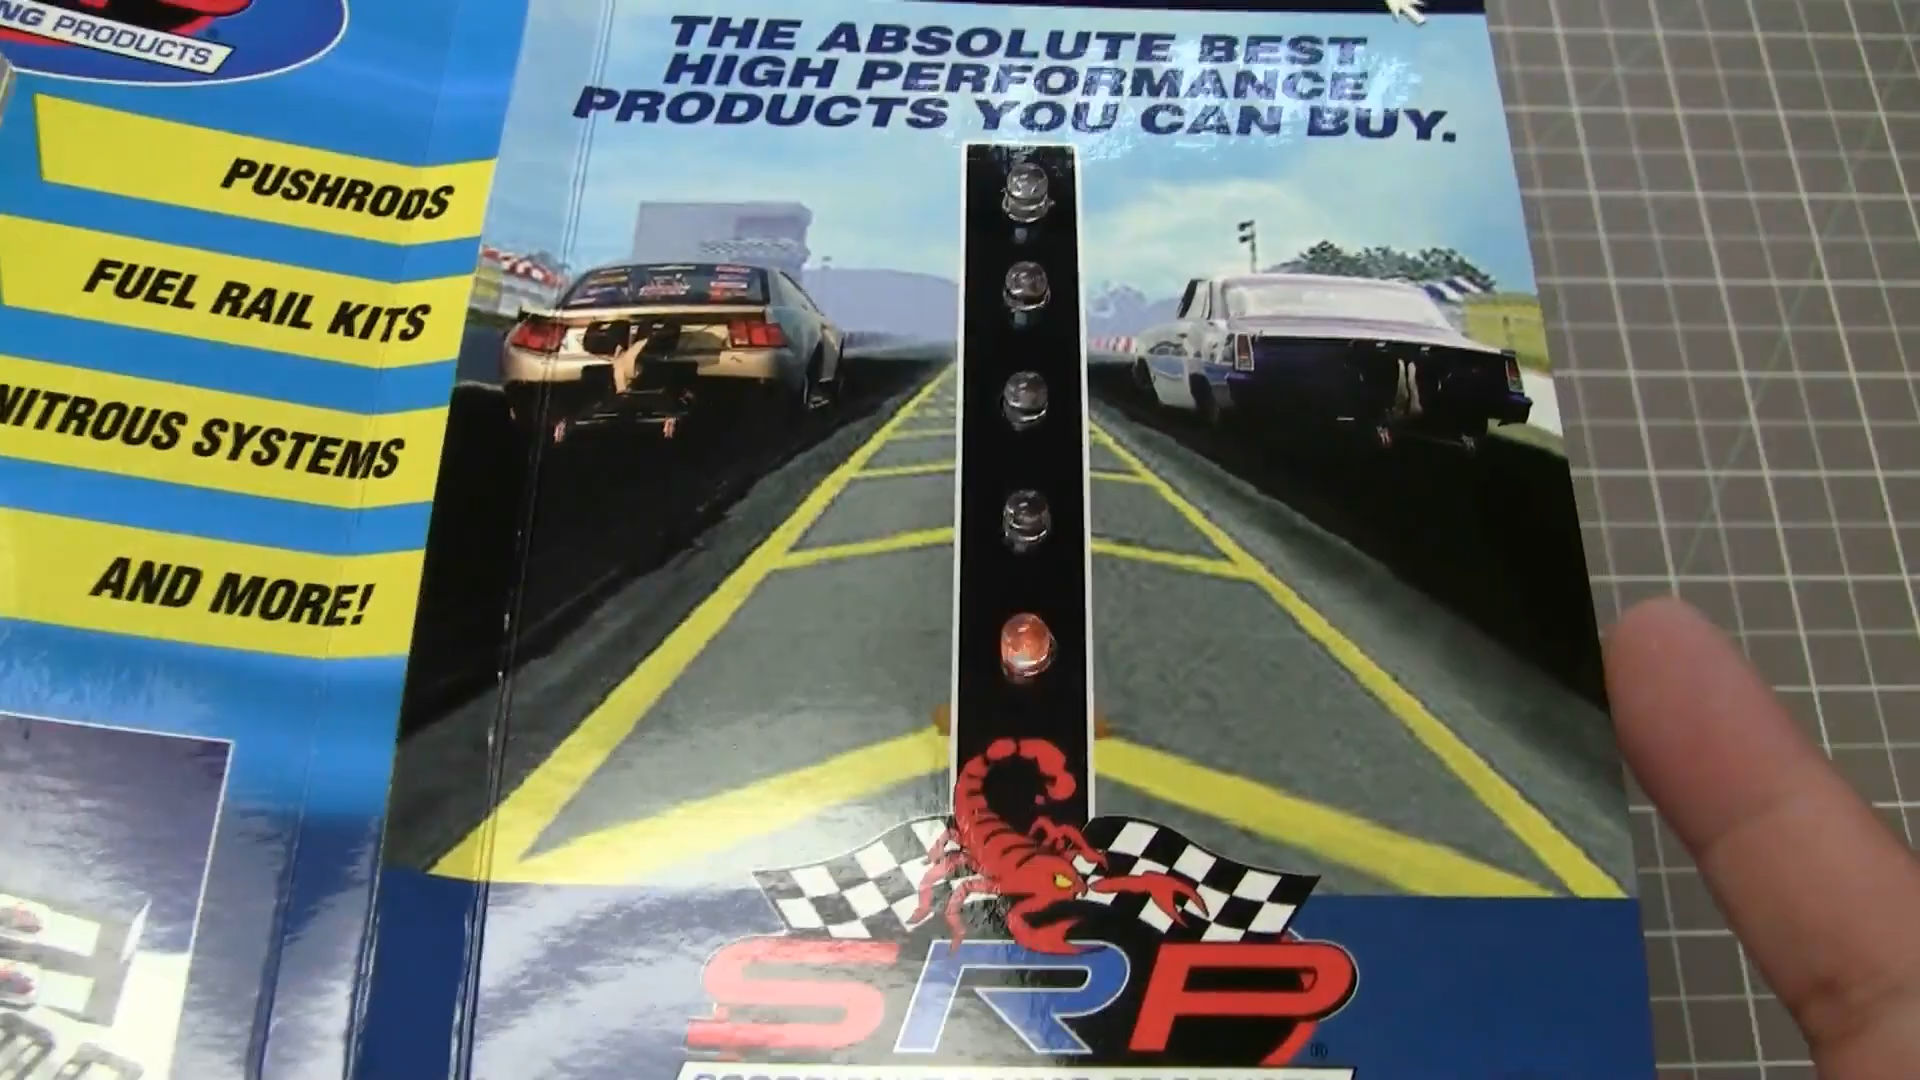 NG PRODUCTS
PUSHRODS
FUEL RAIL KITS
NITROUS SYSTEMS
AND MORE!
THE ABSOLUTE BEST
HIGH PERFORMANCE
PRODUCTS YOU CAN BUY.
SRP